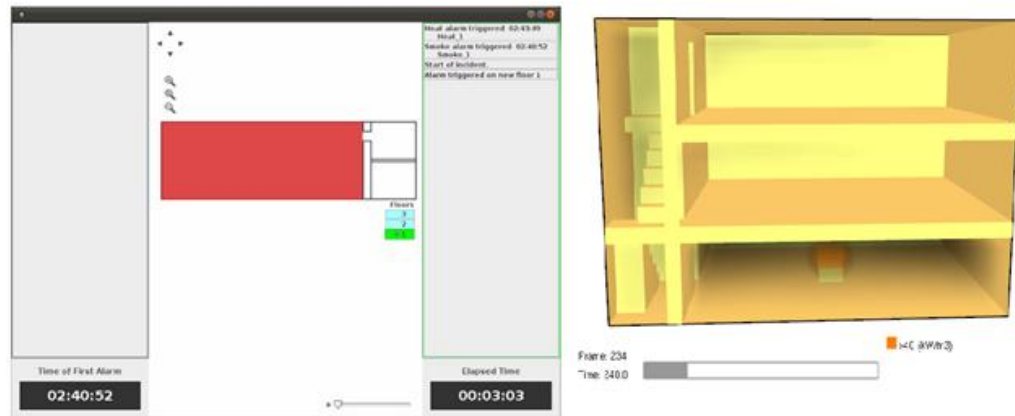 Heat alarm triggered  02:43:49
Heat_1
Smoke alarm triggered  02:40:52
Smoke_1
Start of incident
Alarm triggered on new floor 1
Floors
3
2
Time of First Alarm
02:40:52
Elapsed Time
00:03:03
Frame: 234
Time: 240.0